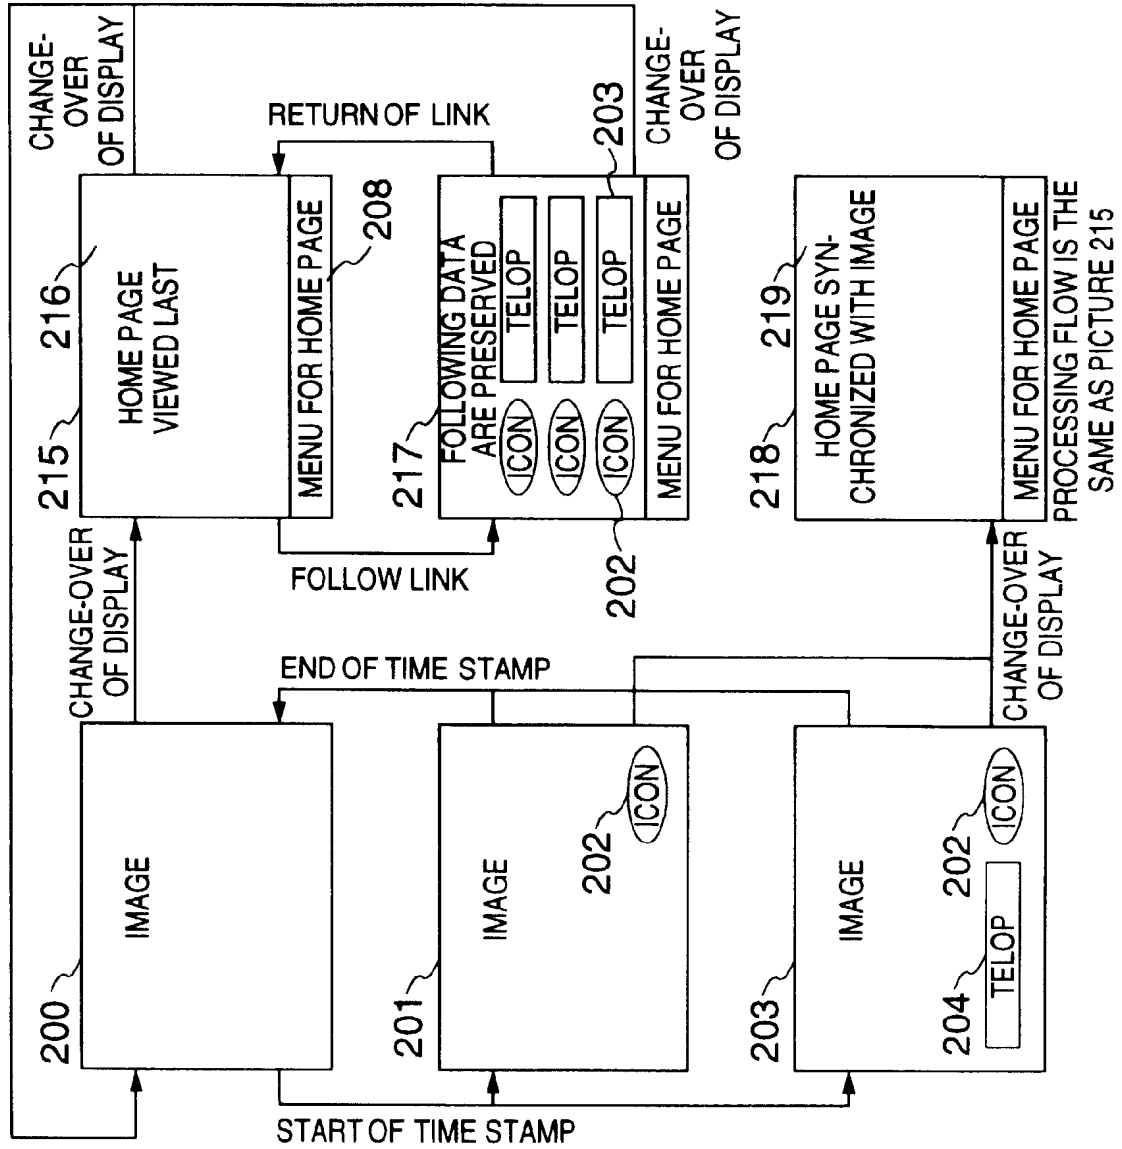 200
IMAGE
CHANGE-OVER
OF DISPLAY
215
216
HOME PAGE
VIEWED LAST
MENU FOR HOME PAGE
208
CHANGE-
OVER
OF DISPLAY
START OF TIME STAMP
END OF TIME STAMP
FOLLOW LINK
RETURN OF LINK
201
IMAGE
202
ICON
217
FOLLOWING DATA
ARE PRESERVED
ICON
TELOP
ICON
TELOP
ICON
TELOP
202
203
MENU FOR HOME PAGE
CHANGE-
OVER
OF DISPLAY
203
IMAGE
204
TELOP
202
ICON
CHANGE-OVER
OF DISPLAY
218
219
HOME PAGE SYN-
CHRONIZED WITH IMAGE
MENU FOR HOME PAGE
PROCESSING FLOW IS THE
SAME AS PICTURE 215